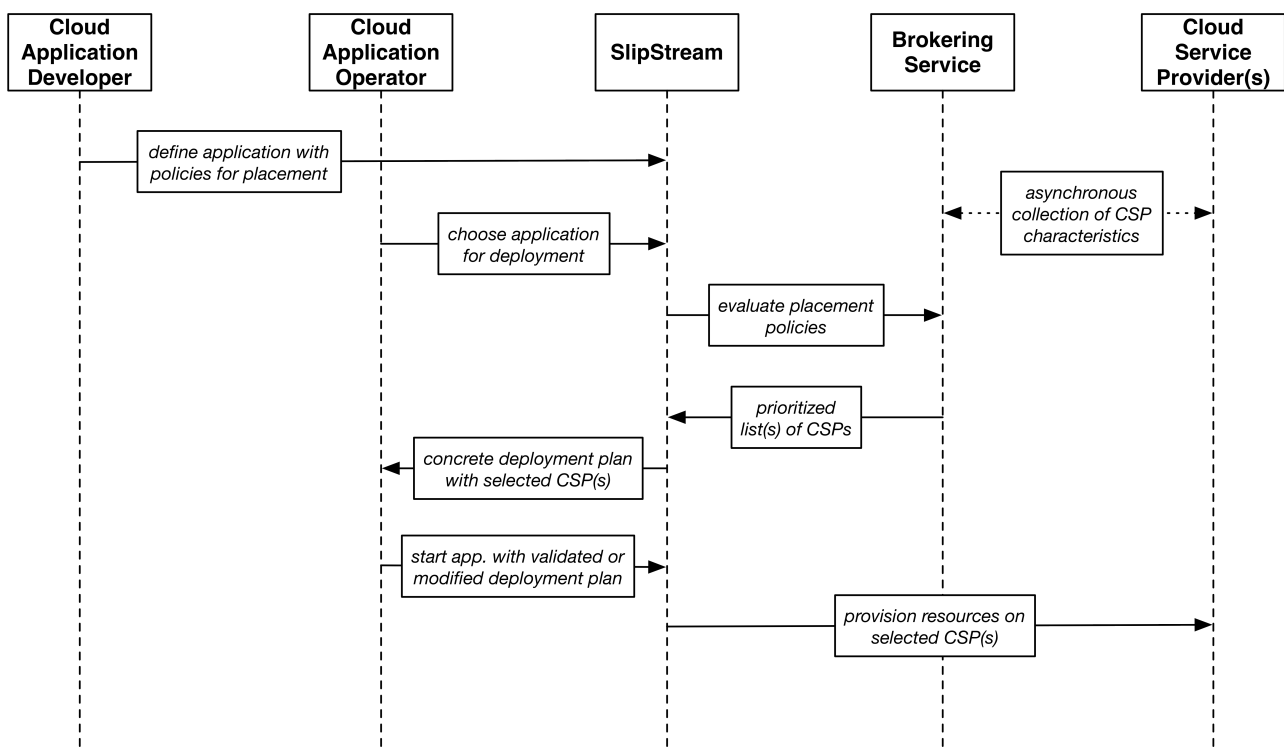 Cloud
Application
Developer
Cloud
Application
Operator
SlipStream
Brokering
Service
Cloud
Service
Provider(s)
define application with
policies for placement
asynchronous
collection of CSP
characteristics
choose application
for deployment
evaluate placement
policies
prioritized
list(s) of CSPs
concrete deployment plan
with selected CSP(s)
start app. with validated or
modified deployment plan
provision resources on
selected CSP(s)